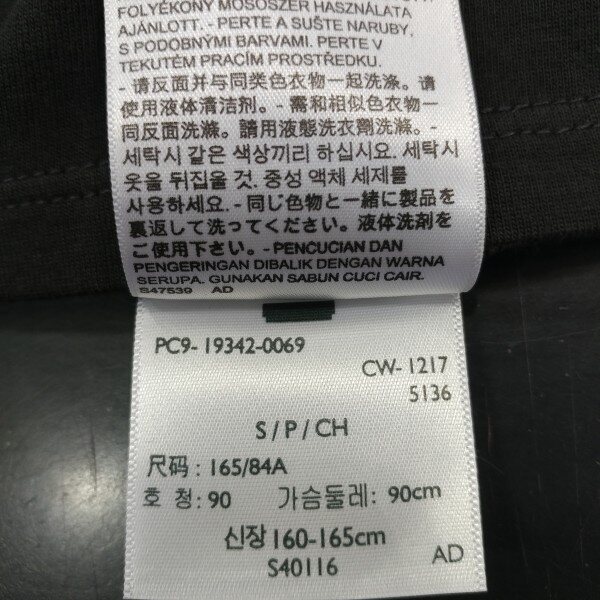 FOLYÉKONY MOSÓSZER HASZNÁLATA
AJÁNLOTT. - PERTE A SUŠTE NARUBY,
S PODOBNÝMI BARVAMI. PERTE V
TEKUTÉM PRACÍM PROSTŘEDKU.
- 请反面并与同类色衣物一起洗涤。请
使用液体清洁剂。- 需和相似色衣物一
同反面洗滌。請用液態洗衣劑洗滌。-
세탁시 같은 색상끼리 하십시요. 세탁시
옷을 뒤집을 것. 중성 액체 세제를
사용하세요. - 同じ色物と一緒に製品を
裏返して洗ってください。液体洗剤を
ご使用下さい。- PENCUCIAN DAN
PENGERINGAN DIBALIK DENGAN WARNA
SERUPA. GUNAKAN SABUN CUCI CAIR.
S47539 AD
PC9- 19342-0069
CW- 1217
5136
S / P / CH
尺码 : 165/84A
호 청: 90 가슴둘레: 90cm
신장 160-165cm
S40116 AD